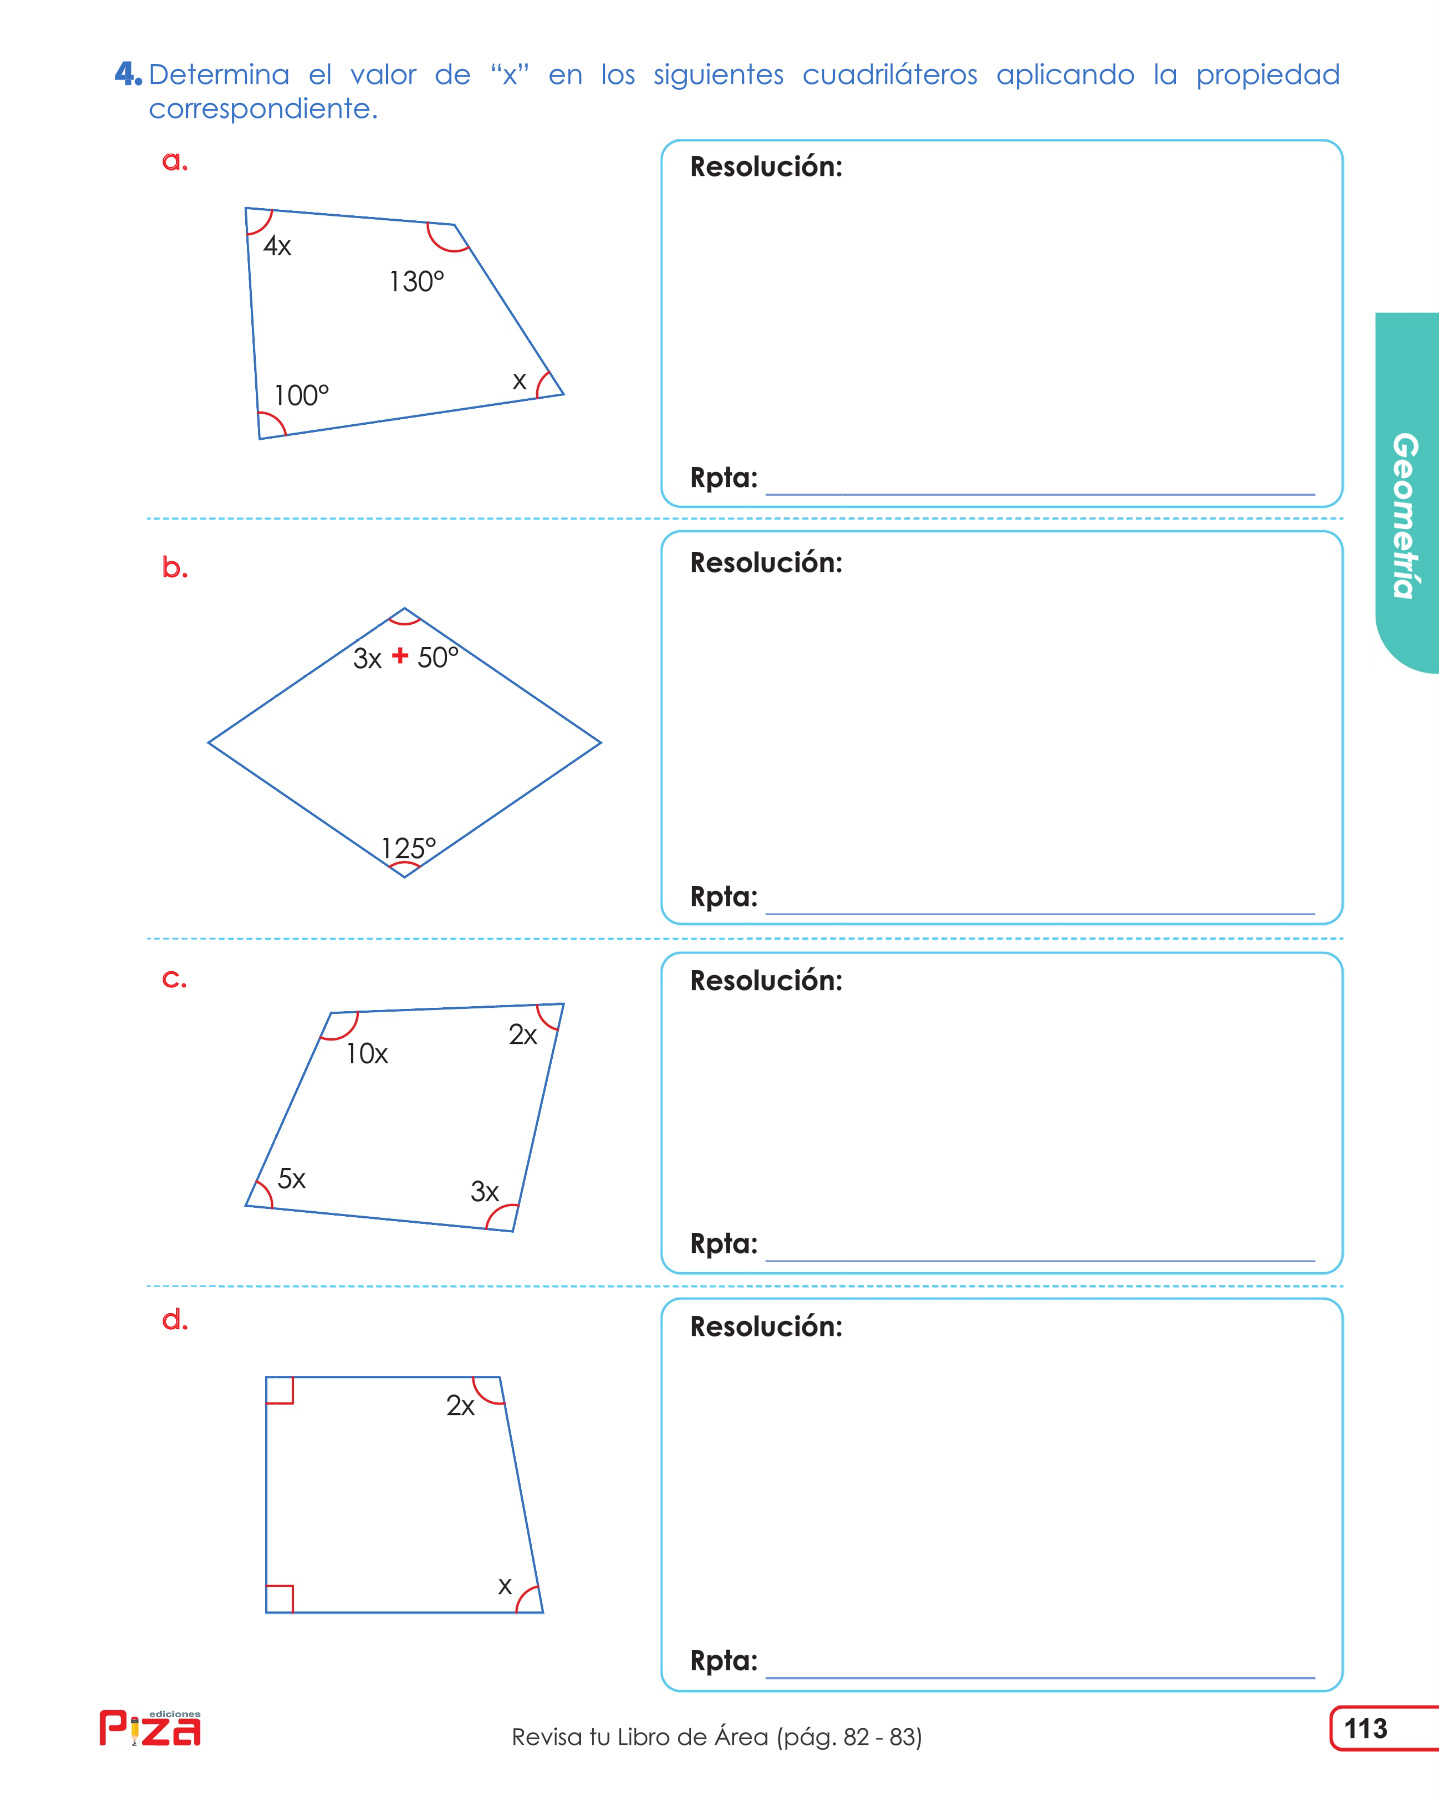 4. Determina el valor de “x” en los siguientes cuadriláteros aplicando la propiedad
correspondiente.
a.
4x
130°
100°
x
Resolución:
Rpta:
b.
3x + 50°
125°
Resolución:
Rpta:
c.
10x
2x
5x
3x
Resolución:
Rpta:
d.
2x
x
Resolución:
Rpta:
Geometría
ediciones
Piza
Revisa tu Libro de Área (pág. 82 - 83)
113